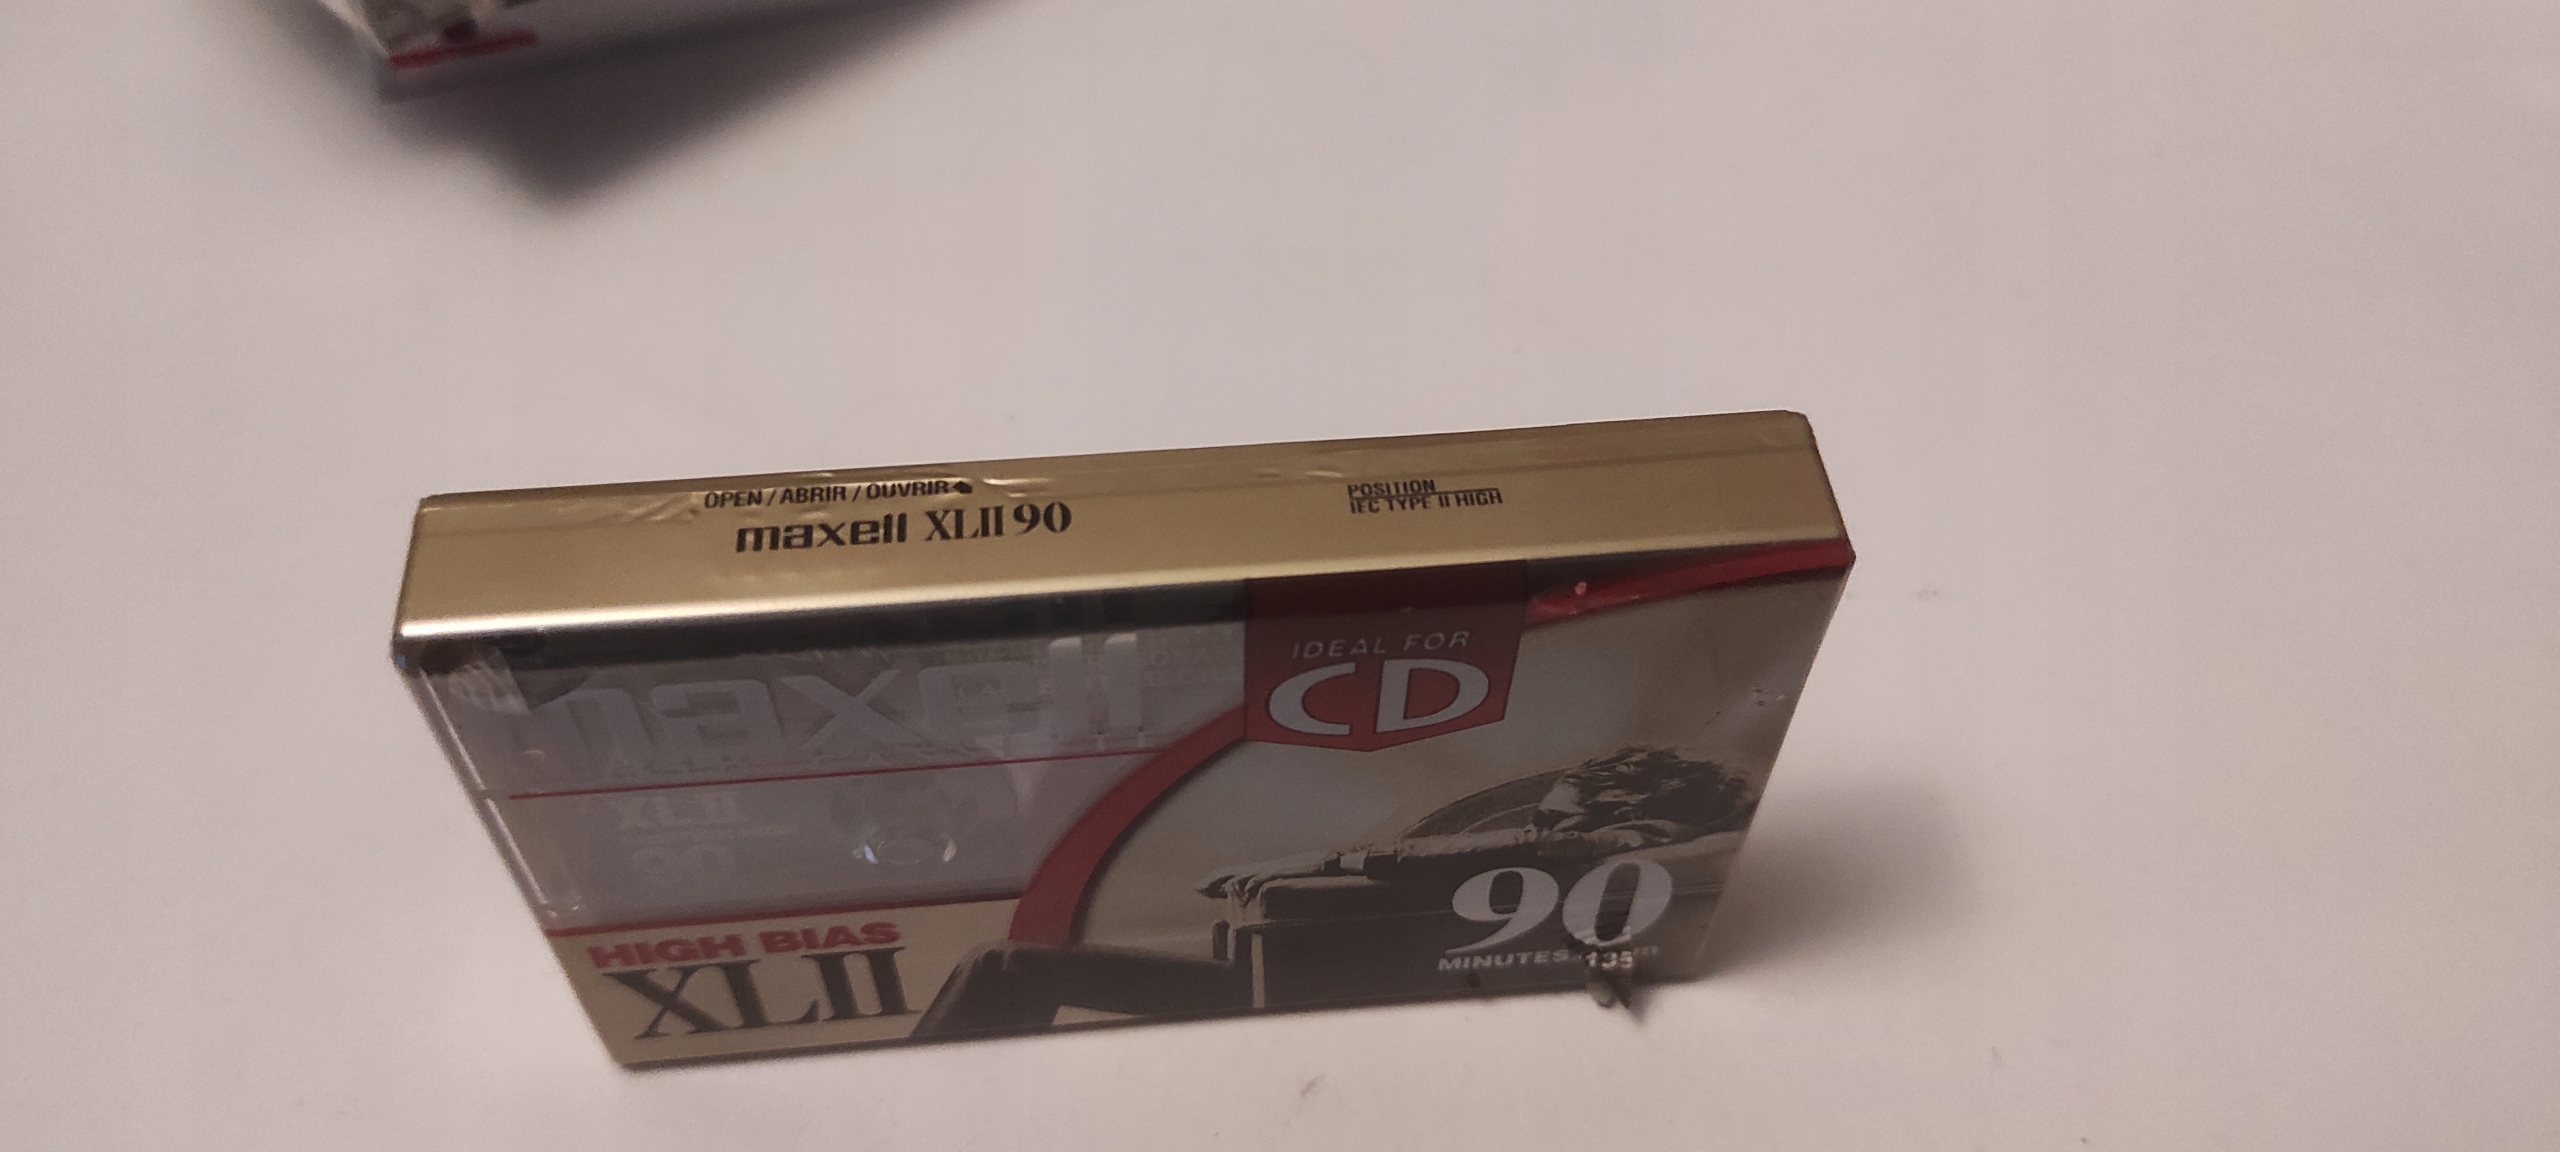 OPEN / ABRIR / OUVRIR
maxell XLII 90
POSITION
IEC TYPE II HIGH
IDEAL FOR
CD
maxell
XLII
90
HIGH BIAS
XLII
90
MINUTES 135m